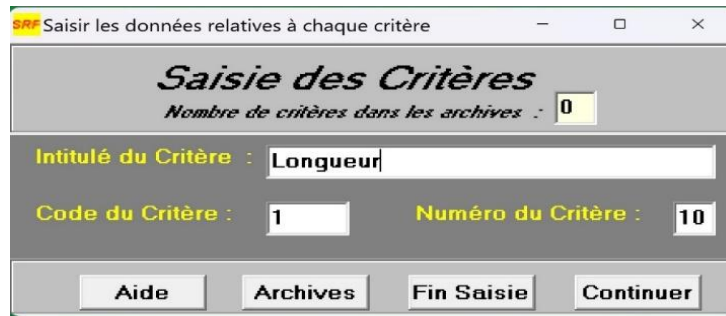 SRF Saisir les données relatives à chaque critère
Saisie des Critères
Nombre de critères dans les archives : 0
Intitulé du Critère : Longueur
Code du Critère : 1 Numéro du Critère : 10
Aide Archives Fin Saisie Continuer